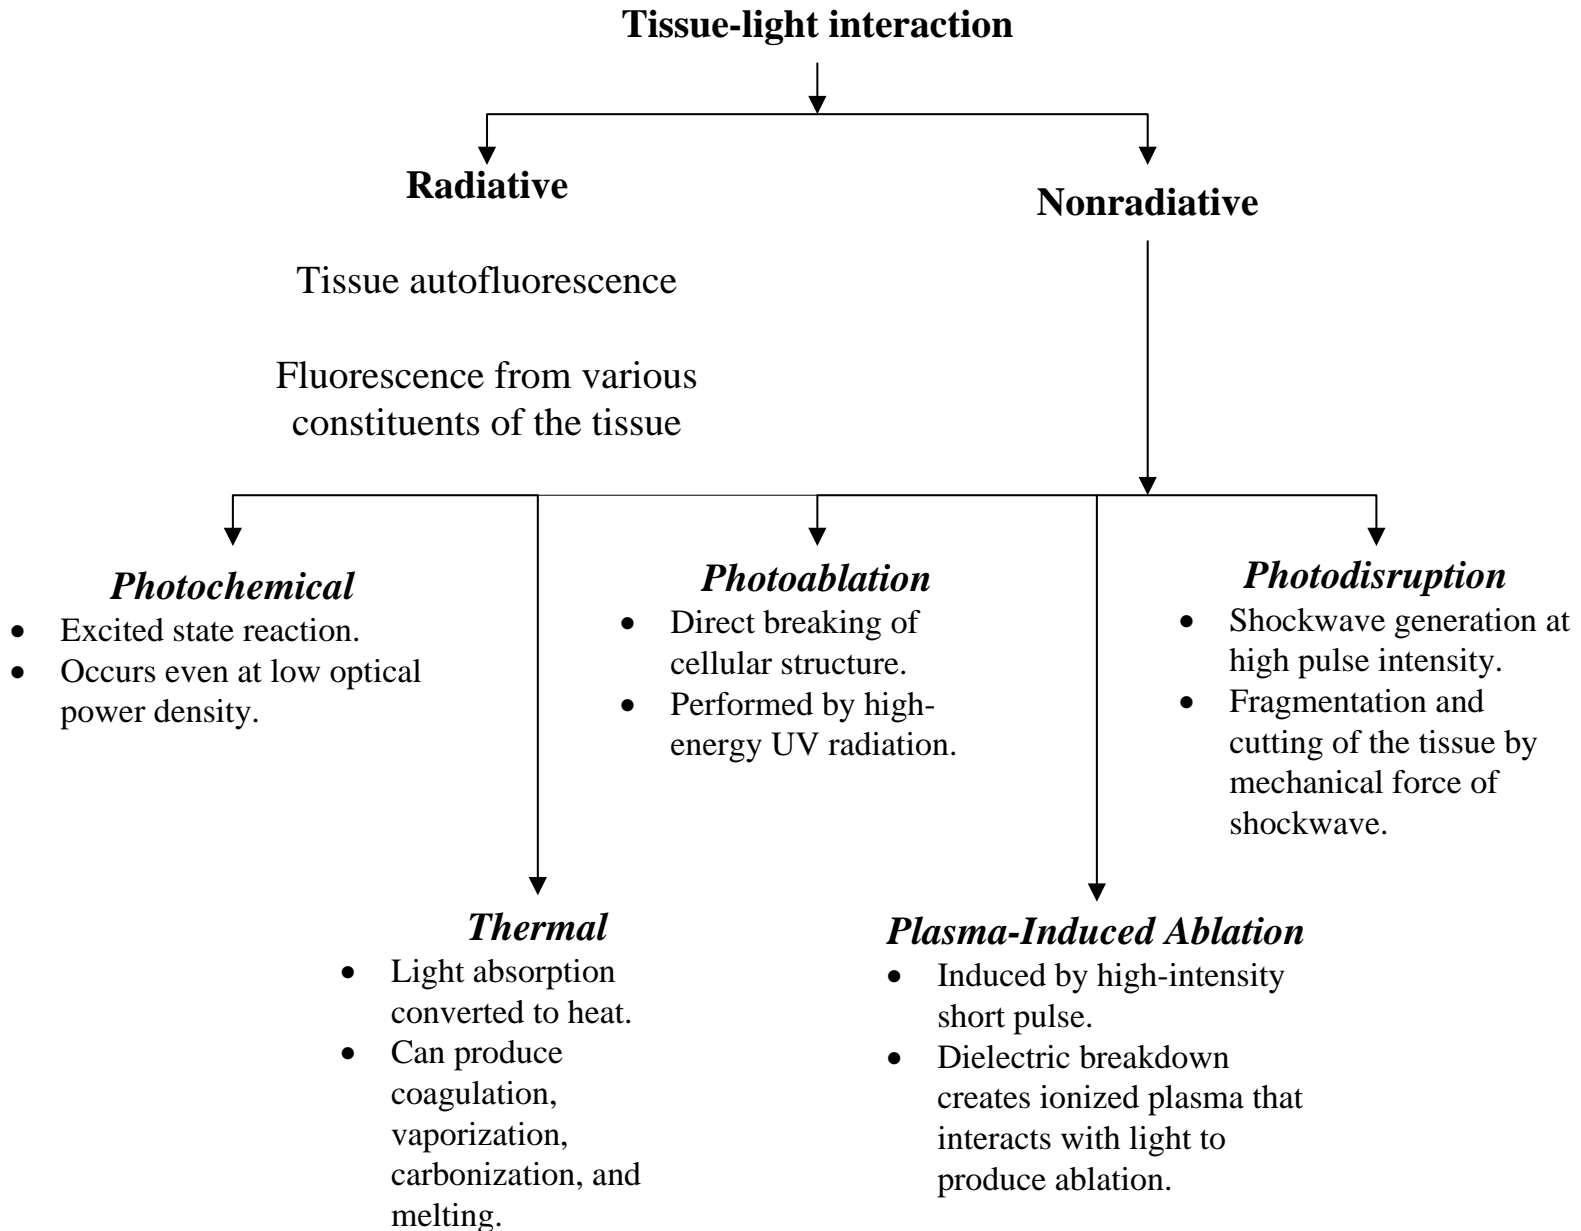 Tissue-light interaction
Radiative
Nonradiative
Tissue autofluorescence
Fluorescence from various
constituents of the tissue
Photochemical
• Excited state reaction.
• Occurs even at low optical
power density.
Photoablation
• Direct breaking of
cellular structure.
• Performed by high-
energy UV radiation.
Photodisruption
• Shockwave generation at
high pulse intensity.
• Fragmentation and
cutting of the tissue by
mechanical force of
shockwave.
Thermal
• Light absorption
converted to heat.
• Can produce
coagulation,
vaporization,
carbonization, and
melting.
Plasma-Induced Ablation
• Induced by high-intensity
short pulse.
• Dielectric breakdown
creates ionized plasma that
interacts with light to
produce ablation.